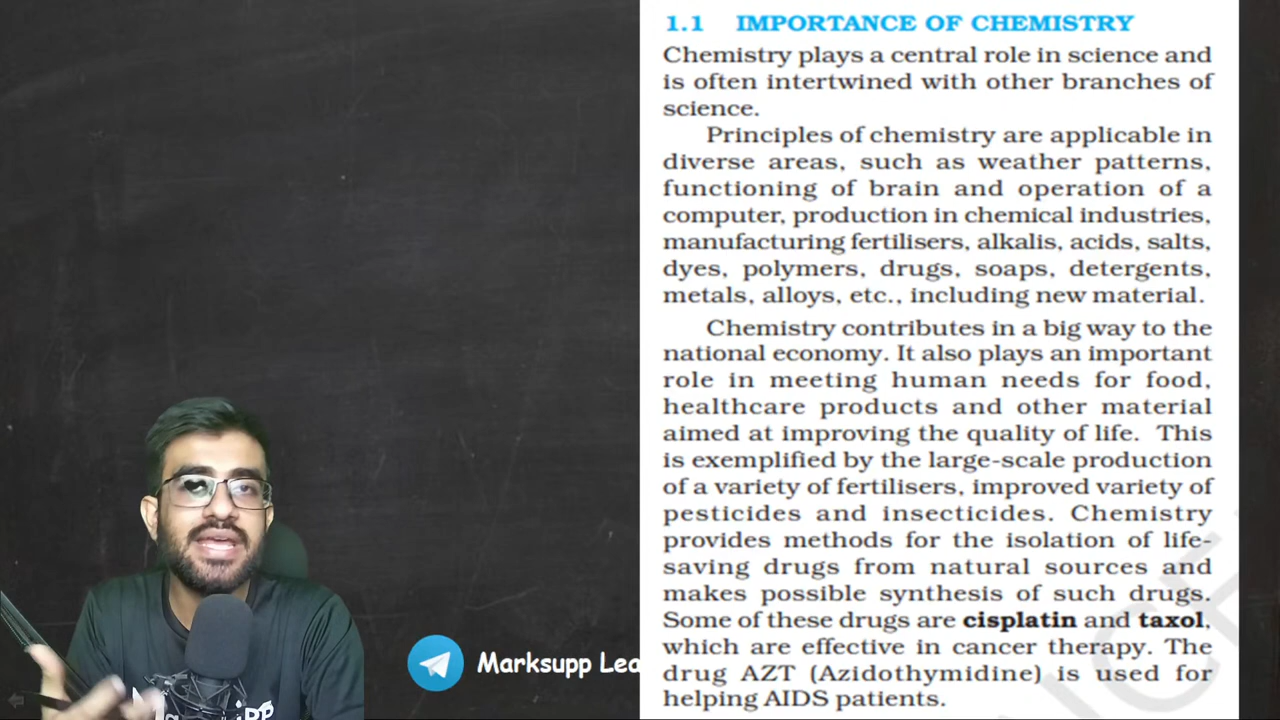 1.1 IMPORTANCE OF CHEMISTRY
Chemistry plays a central role in science and
is often intertwined with other branches of
science.
Principles of chemistry are applicable in
diverse areas, such as weather patterns,
functioning of brain and operation of a
computer, production in chemical industries,
manufacturing fertilisers, alkalis, acids, salts,
dyes, polymers, drugs, soaps, detergents,
metals, alloys, etc., including new material.
Chemistry contributes in a big way to the
national economy. It also plays an important
role in meeting human needs for food,
healthcare products and other material
aimed at improving the quality of life. This
is exemplified by the large-scale production
of a variety of fertilisers, improved variety of
pesticides and insecticides. Chemistry
provides methods for the isolation of life-
saving drugs from natural sources and
makes possible synthesis of such drugs.
Some of these drugs are cisplatin and taxol,
which are effective in cancer therapy. The
drug AZT (Azidothymidine) is used for
helping AIDS patients.
Marksupp Lea